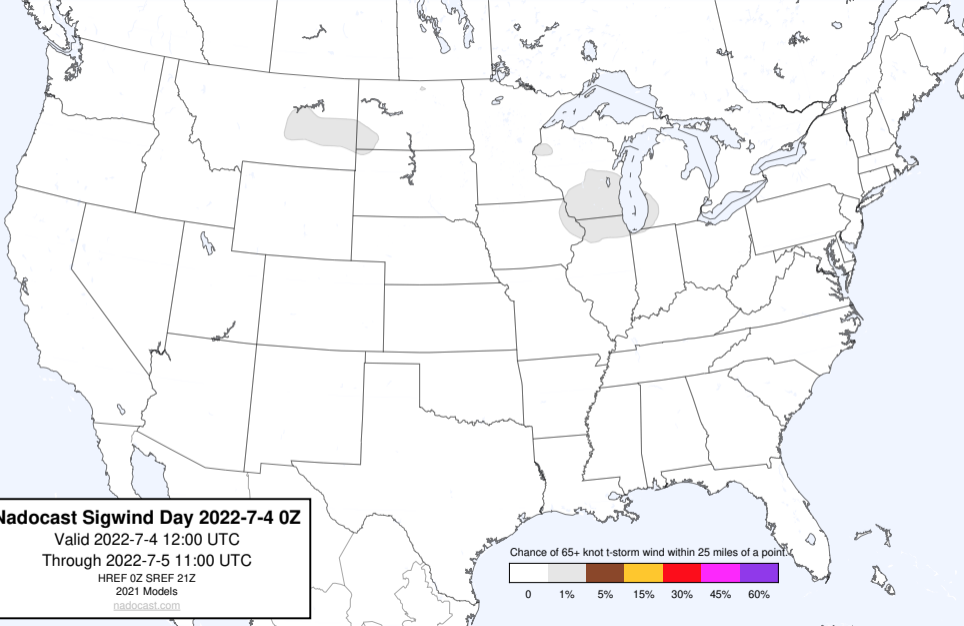 Nadocast Sigwind Day 2022-7-4 0Z
Valid 2022-7-4 12:00 UTC
Through 2022-7-5 11:00 UTC
HREF 0Z SREF 21Z
2021 Models
nadocast.com
Chance of 65+ knot t-storm wind within 25 miles of a point.
0 1% 5% 15% 30% 45% 60%